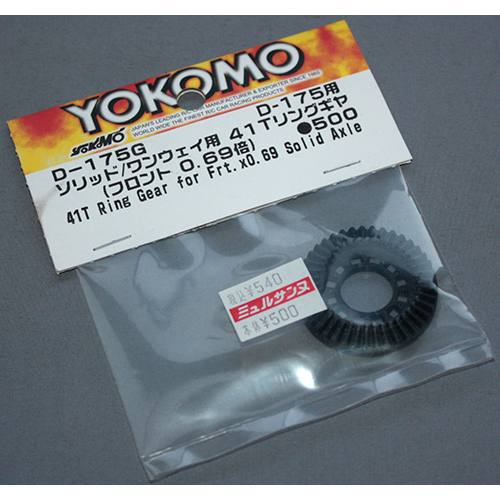 YOKOMO
JAPAN'S LEADING R/C CAR MANUFACTURER & EXPORTER SINCE 1965
WORLD WIDE THE FINEST R/C CAR RACING PRODUCTS
YOKOMO
D-175G D-175用
ソリッド/ワンウェイ用 41Tリングギヤ
(フロント 0.69倍) ●500
41T Ring Gear for Frt.x0.69 Solid Axle
税込¥540
ミュルサンヌ
本体¥500